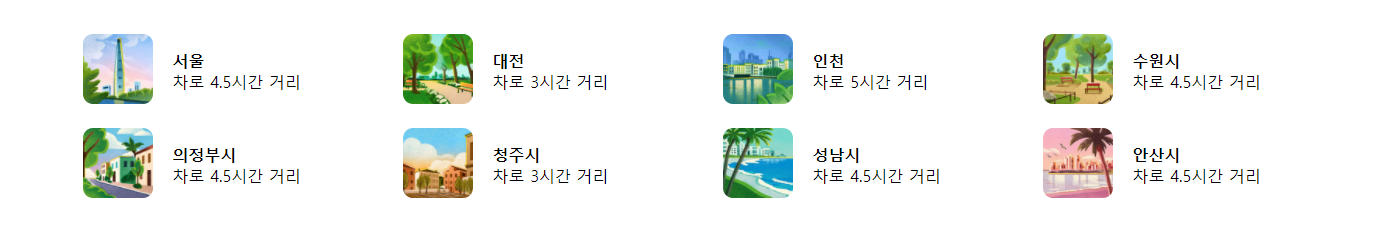 서울
차로 4.5시간 거리
대전
차로 3시간 거리
인천
차로 5시간 거리
수원시
차로 4.5시간 거리
의정부시
차로 4.5시간 거리
청주시
차로 3시간 거리
성남시
차로 4.5시간 거리
안산시
차로 4.5시간 거리